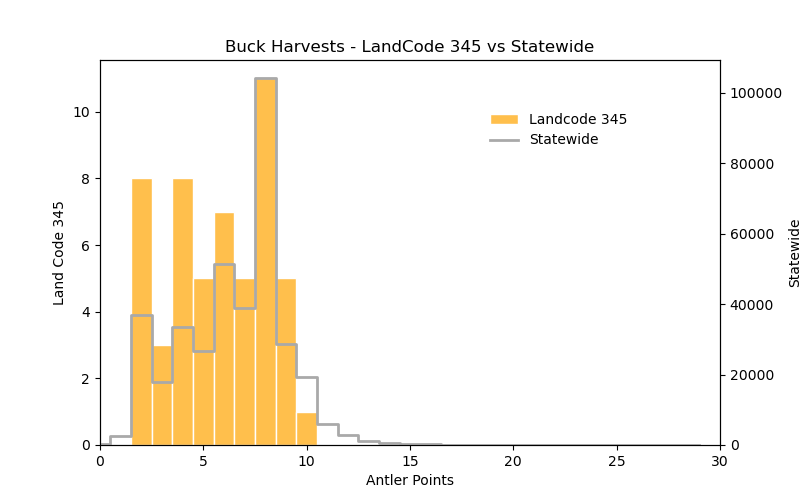 Buck Harvests - LandCode 345 vs Statewide
Landcode 345
Statewide
Land Code 345
10
8
6
4
2
0
100000
80000
60000
40000
20000
0
Statewide
0 5 10 15 20 25 30
Antler Points